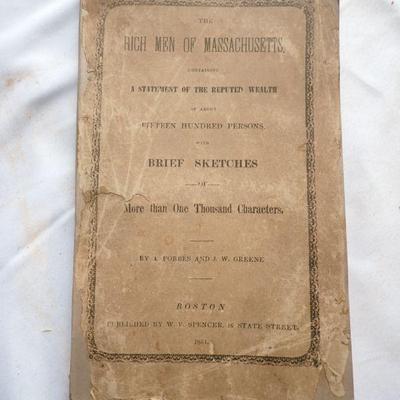 THE
RICH MEN OF MASSACHUSETTS,
CONTAINING
A STATEMENT OF THE REPUTED WEALTH
OF ABOUT
FIFTEEN HUNDRED PERSONS,
WITH
BRIEF SKETCHES
OF
More than One Thousand Characters.
BY A. FORBES AND J. W. GREENE
BOSTON
PUBLISHED BY W. V. SPENCER, STATE STREET.
1851.